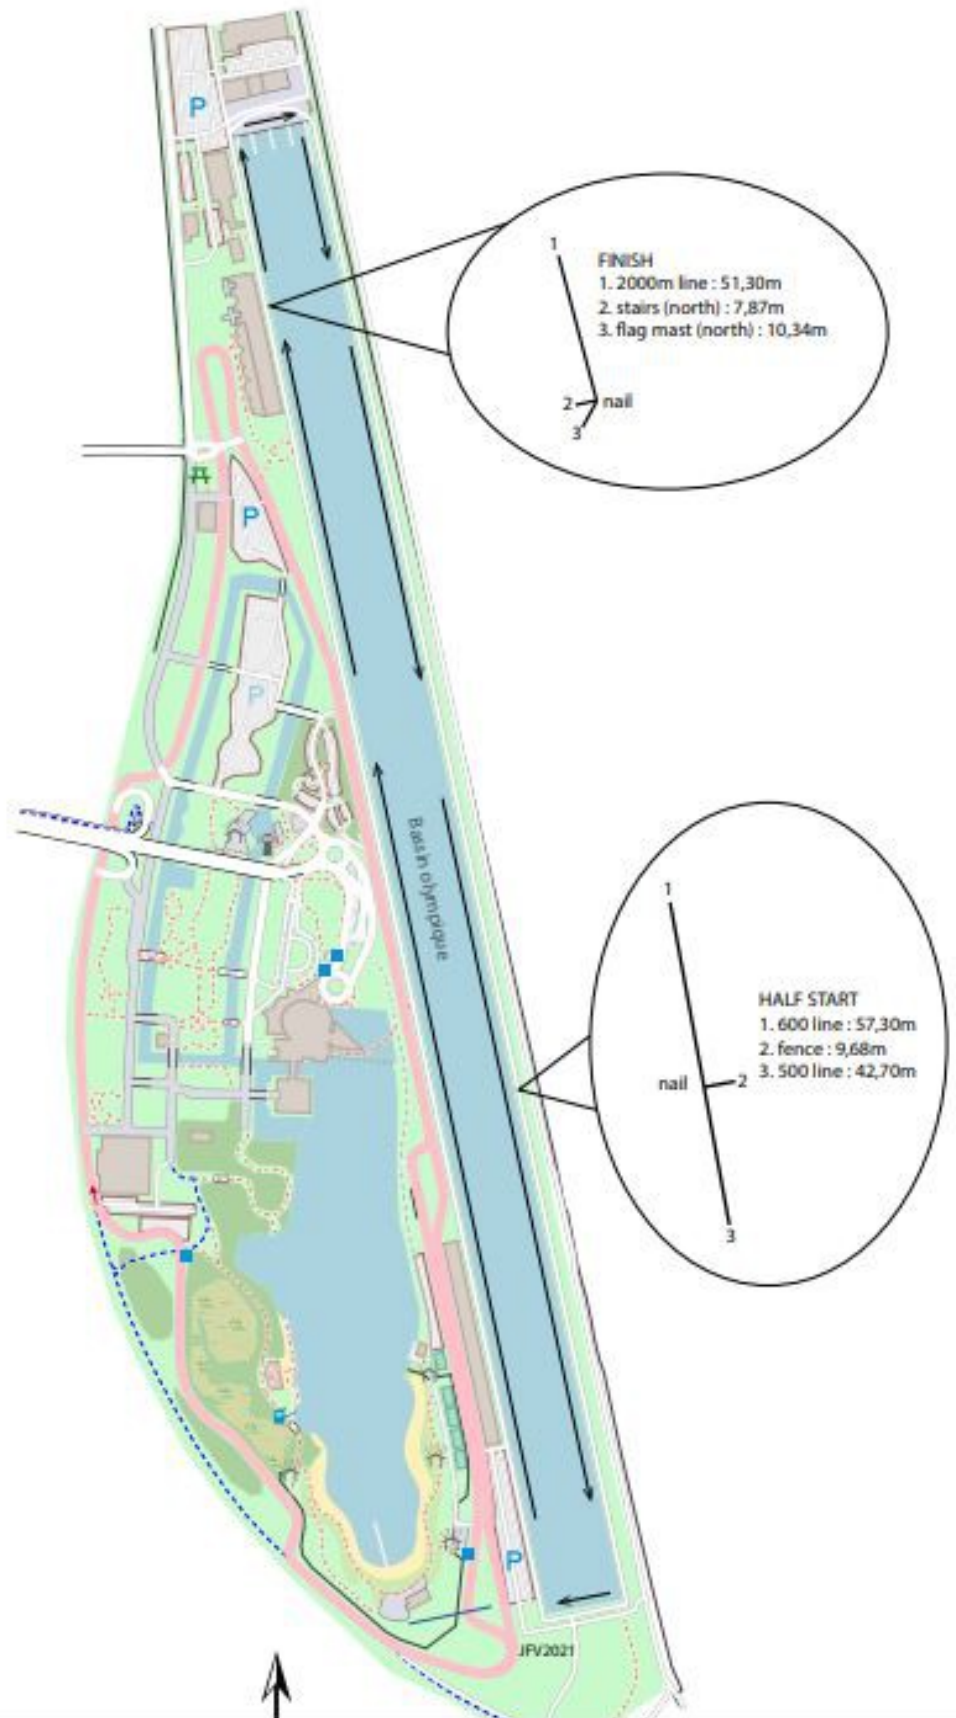 P
1
FINISH
1. 2000m line : 51,30m
2. stairs (north) : 7,87m
3. flag mast (north) : 10,34m
2
nail
3
P
P
Bassin olympique
1
HALF START
1. 600 line : 57,30m
2. fence : 9,68m
3. 500 line : 42,70m
nail
2
3
P
JFV2021